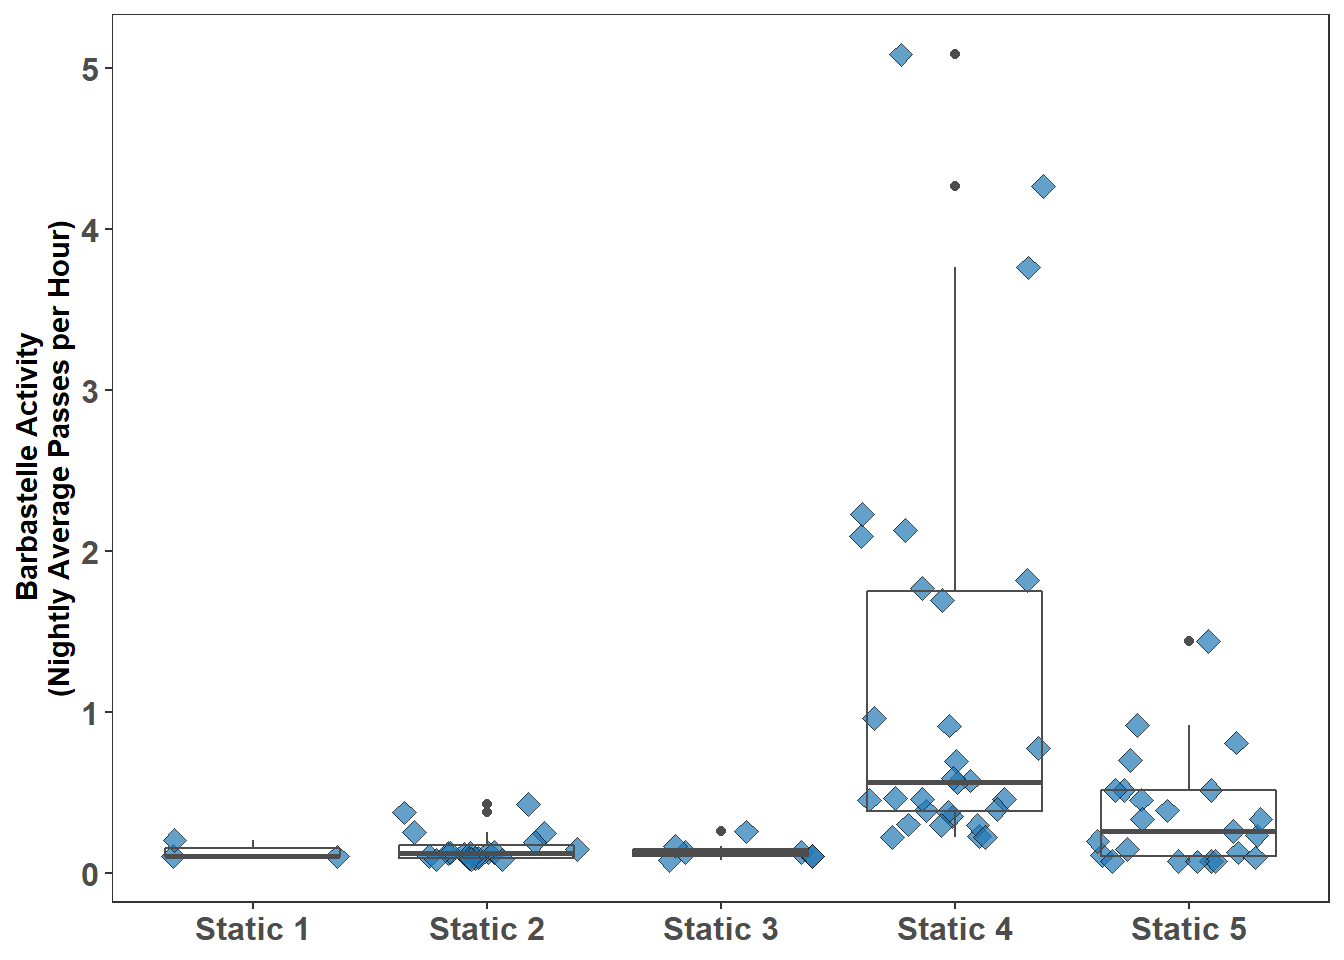 Barbastelle Activity
(Nightly Average Passes per Hour)
5
4
3
2
1
0
Static 1
Static 2
Static 3
Static 4
Static 5